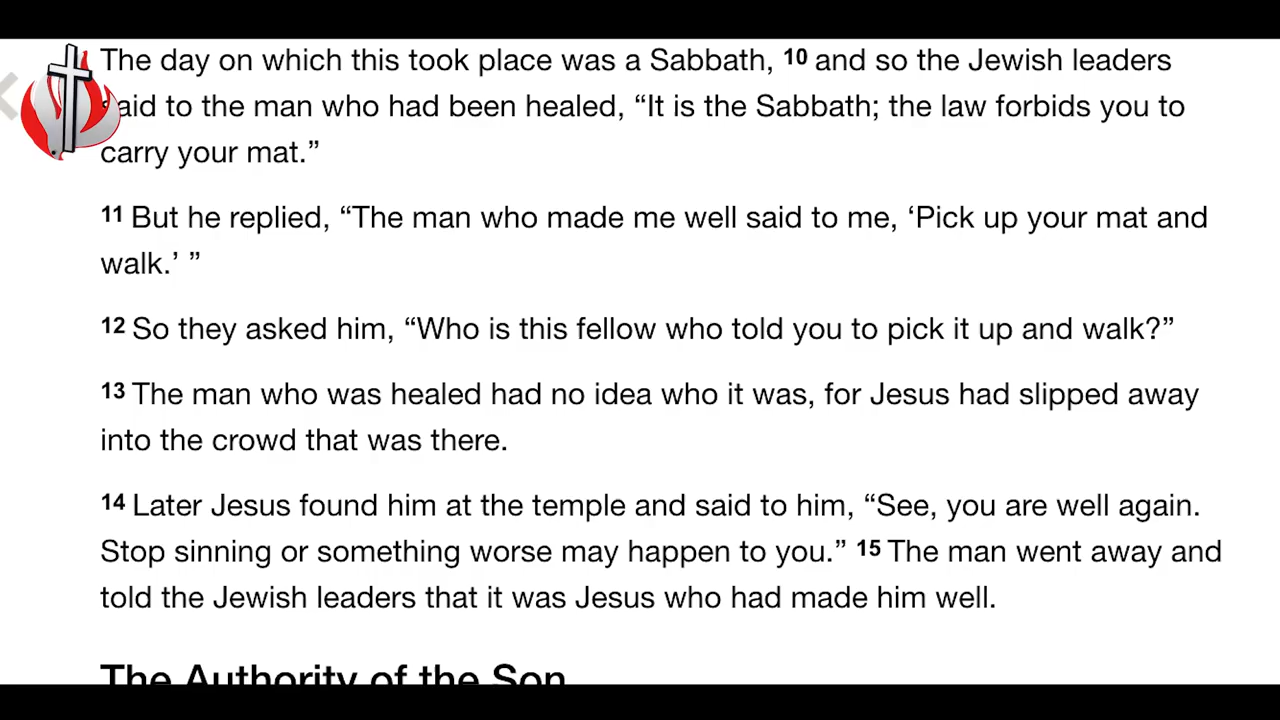 The day on which this took place was a Sabbath, 10 and so the Jewish leaders
said to the man who had been healed, “It is the Sabbath; the law forbids you to
carry your mat.”
11 But he replied, “The man who made me well said to me, ‘Pick up your mat and
walk.’ ”
12 So they asked him, “Who is this fellow who told you to pick it up and walk?”
13 The man who was healed had no idea who it was, for Jesus had slipped away
into the crowd that was there.
14 Later Jesus found him at the temple and said to him, “See, you are well again.
Stop sinning or something worse may happen to you.” 15 The man went away and
told the Jewish leaders that it was Jesus who had made him well.
The Authority of the Son